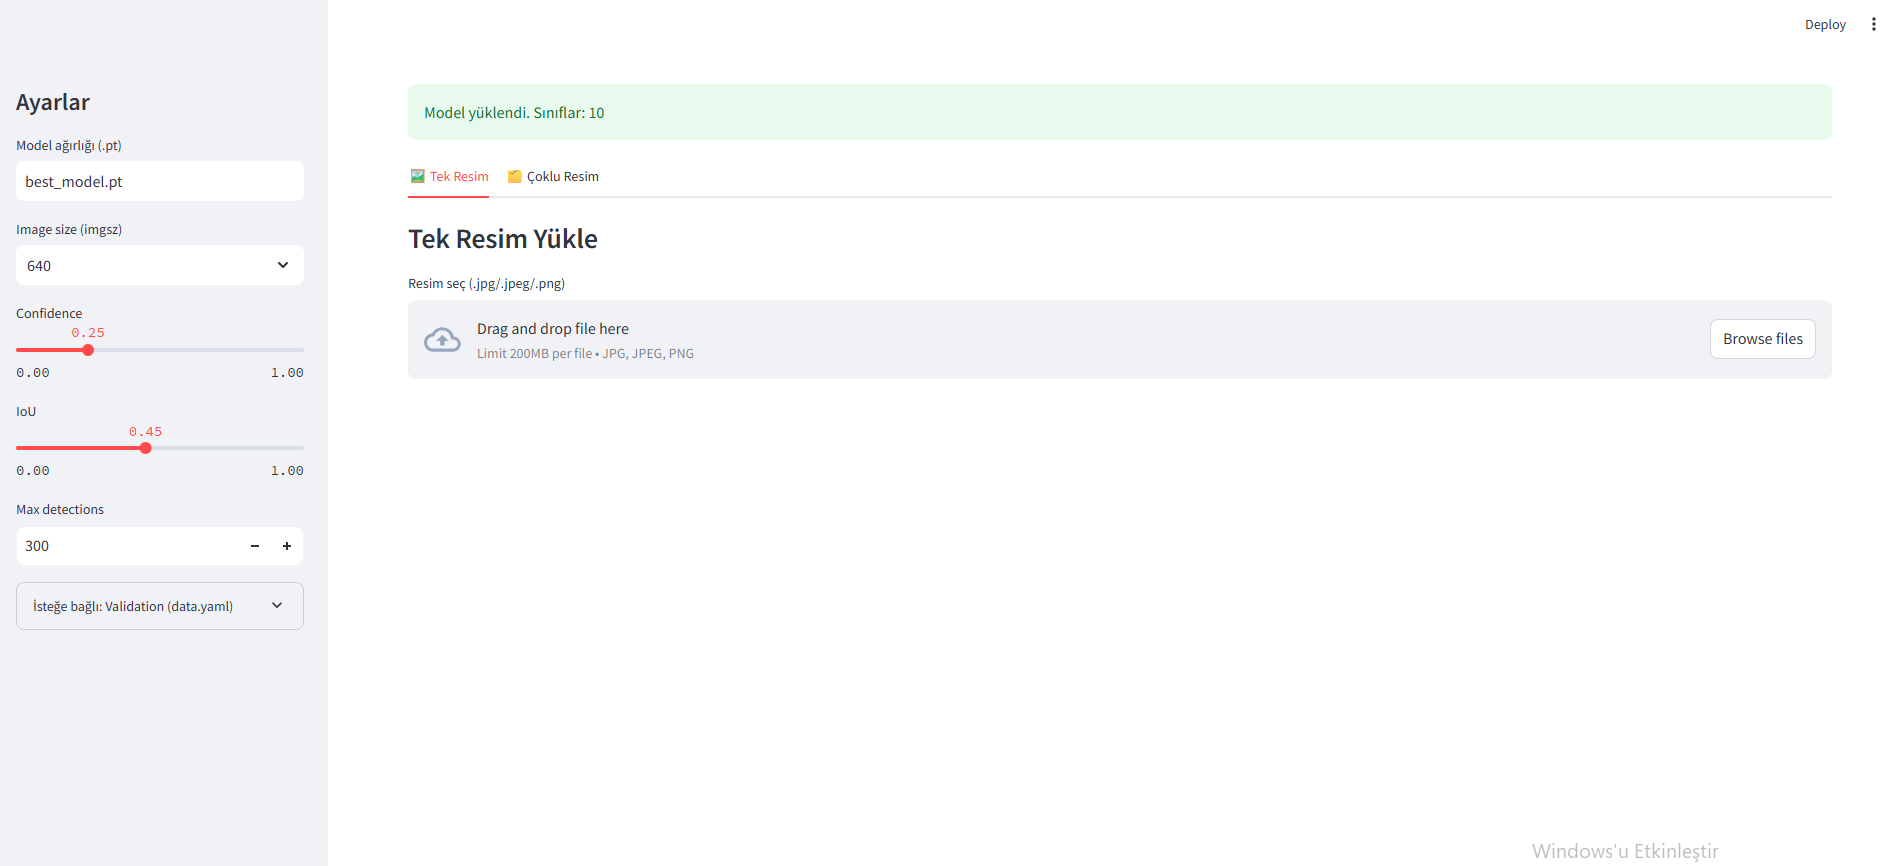 Deploy
Ayarlar
Model ağırlığı (.pt)
best_model.pt
Image size (imgsz)
640
Confidence
0.25
0.00 1.00
IoU
0.45
0.00 1.00
Max detections
300
İsteğe bağlı: Validation (data.yaml)
Model yüklendi. Sınıflar: 10
Tek Resim Çoklu Resim
Tek Resim Yükle
Resim seç (.jpg/.jpeg/.png)
Drag and drop file here
Limit 200MB per file • JPG, JPEG, PNG
Browse files
Windows'u Etkinleştir